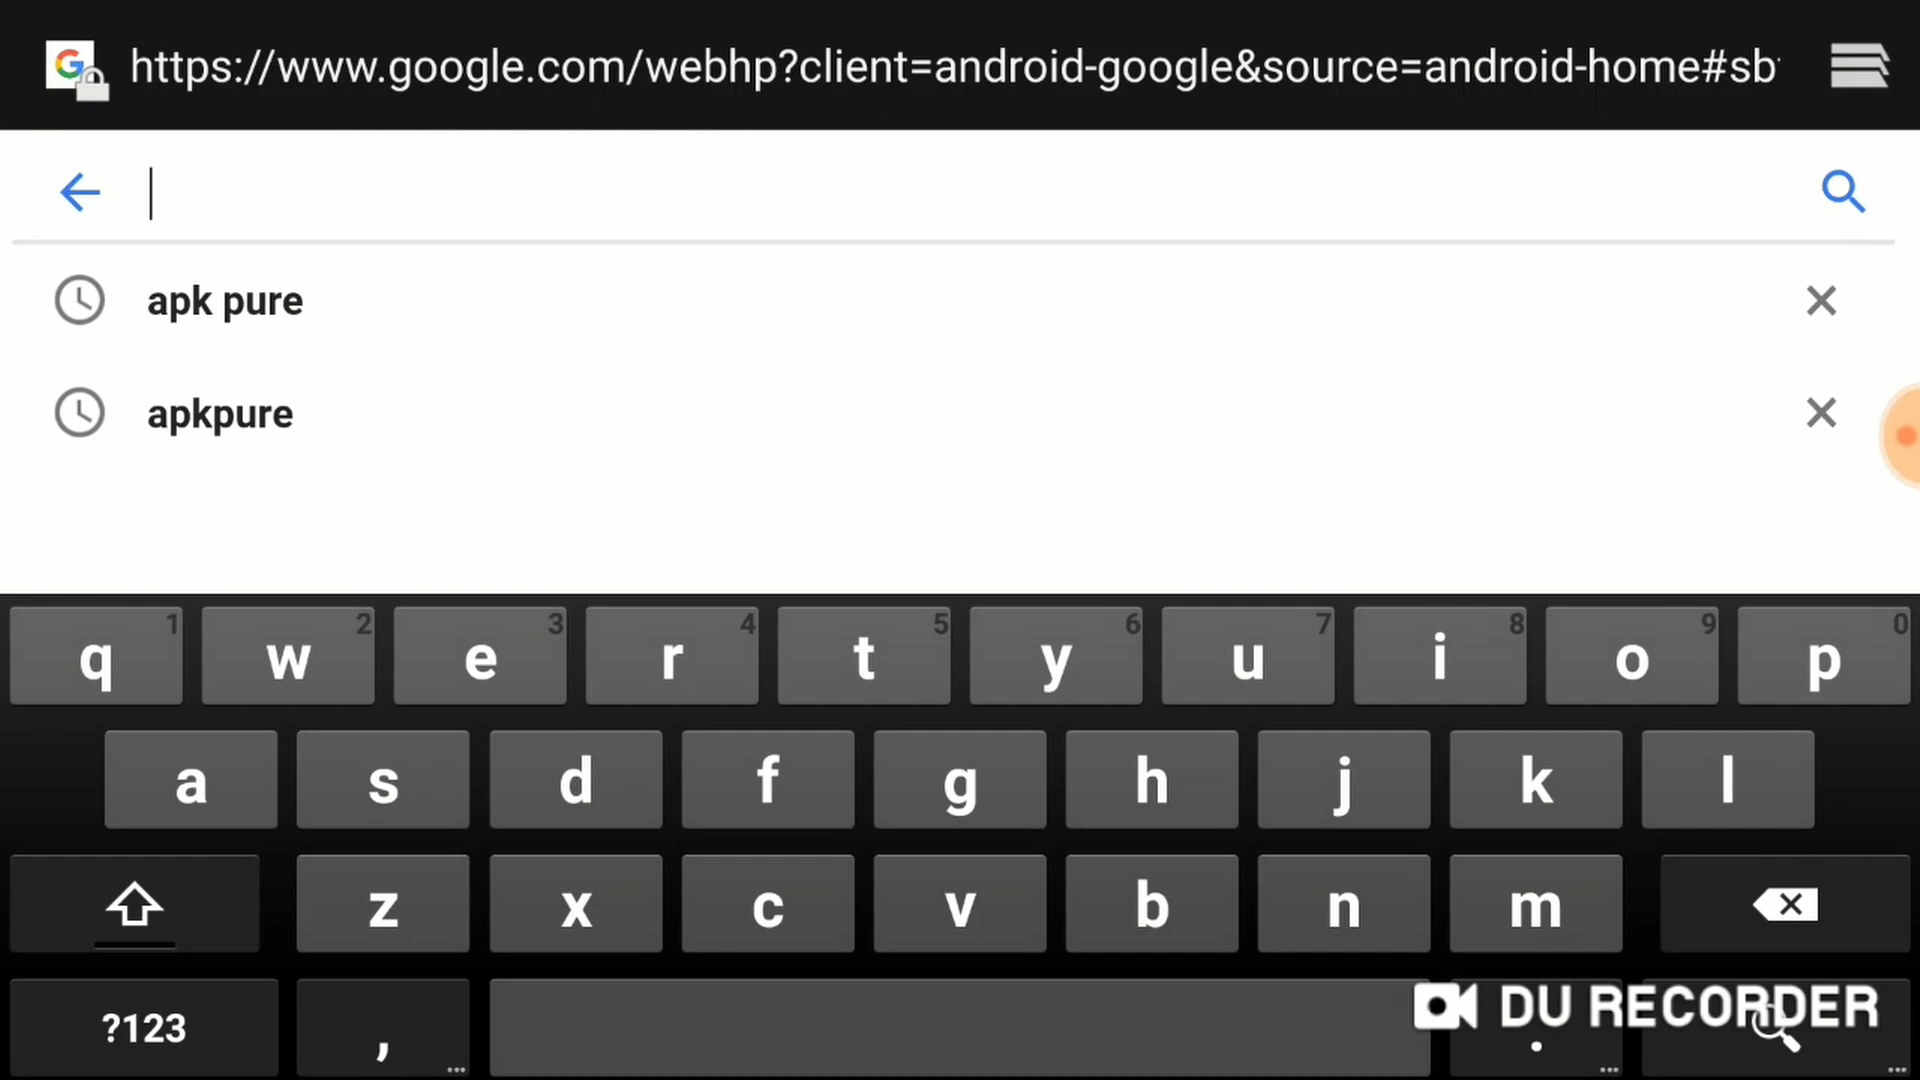 https://www.google.com/webhp?client=android-google&source=android-home#sb
apk pure
apkpure
1 2 3 4 5 6 7 8 9 0
q w e r t y u i o p
a s d f g h j k l
z x c v b n m
?123 , .
DU RECORDER